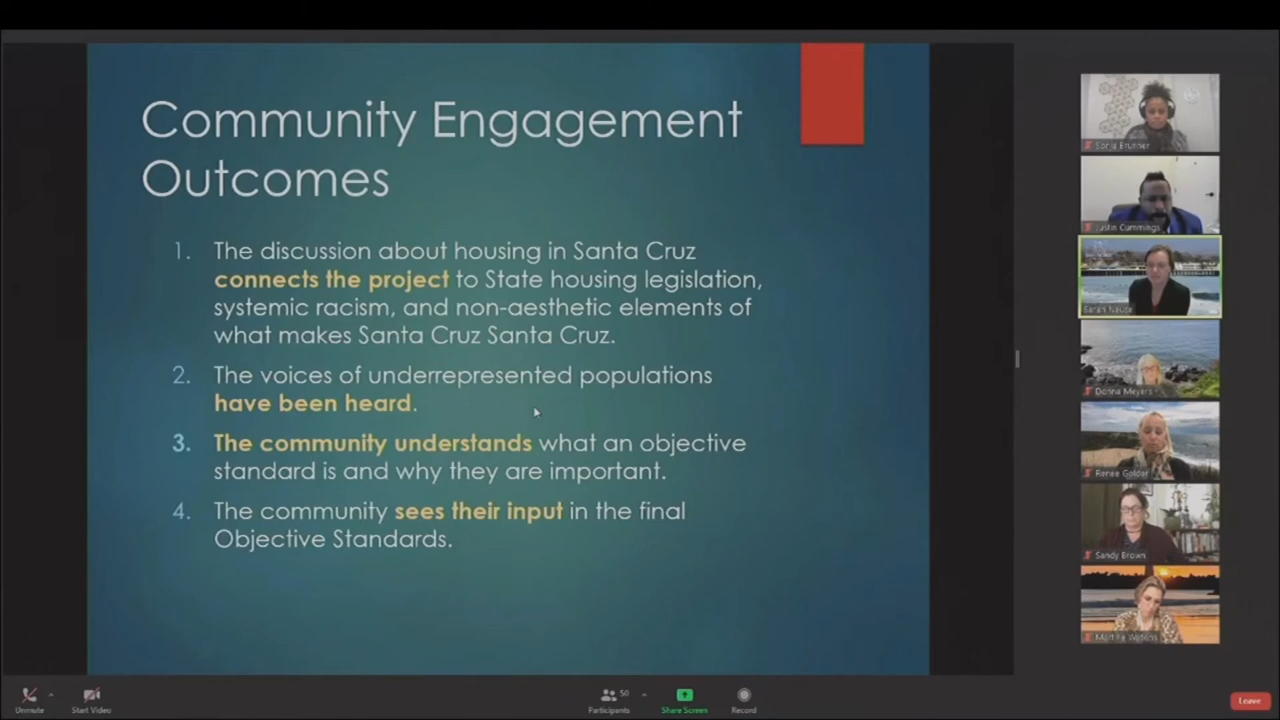 Community Engagement
Outcomes
1. The discussion about housing in Santa Cruz
connects the project to State housing legislation,
systemic racism, and non-aesthetic elements of
what makes Santa Cruz Santa Cruz.
2. The voices of underrepresented populations
have been heard.
3. The community understands what an objective
standard is and why they are important.
4. The community sees their input in the final
Objective Standards.
Sonja Brunner
Justin Cummings
Sarah Neuse
Donna Meyers
Renee Golder
Sandy Brown
Martine Watkins
Unmute
Start Video
50
Participants
Share Screen
Record
Leave